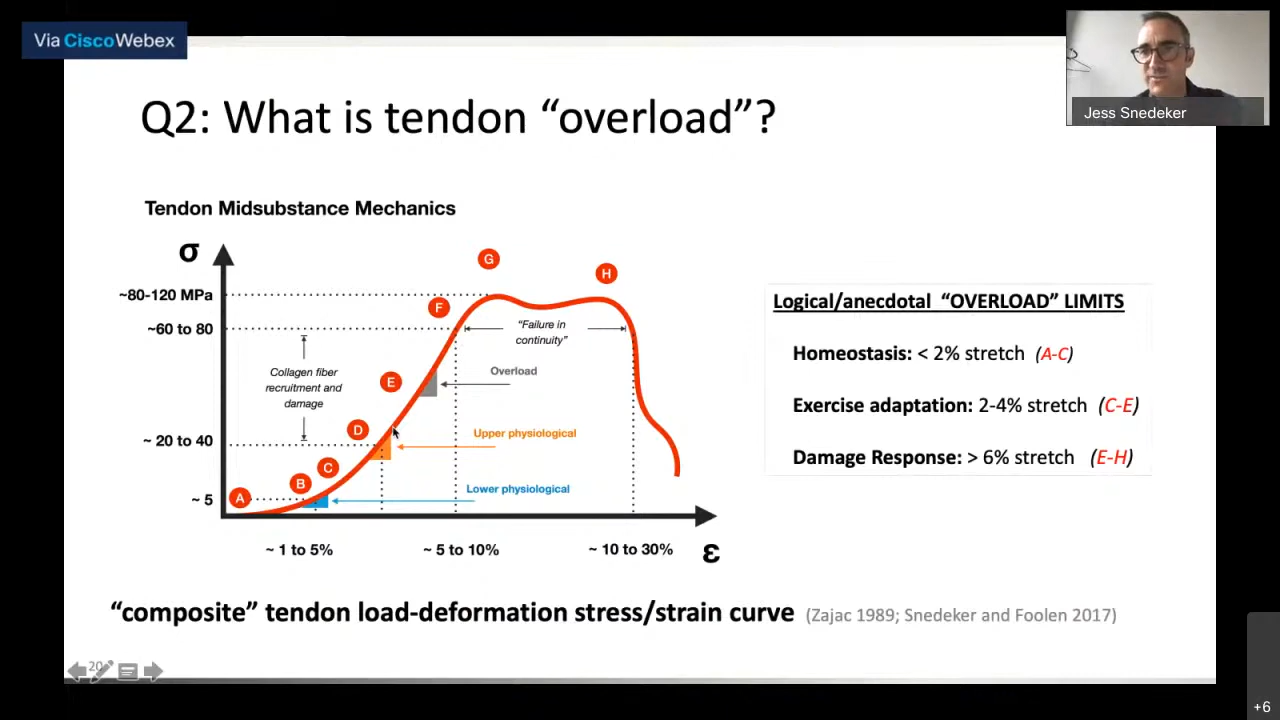 Via CiscoWebex
Jess Snedeker
Q2: What is tendon “overload”?
Tendon Midsubstance Mechanics
σ
~80-120 MPa
~60 to 80
~ 20 to 40
~ 5
A
B
C
D
E
F
G
H
“Failure in
continuity”
Collagen fiber
recruitment and
damage
Overload
Upper physiological
Lower physiological
~ 1 to 5%
~ 5 to 10%
~ 10 to 30%
ε
Logical/anecdotal “OVERLOAD” LIMITS
Homeostasis: < 2% stretch (A-C)
Exercise adaptation: 2-4% stretch (C-E)
Damage Response: > 6% stretch (E-H)
“composite” tendon load-deformation stress/strain curve (Zajac 1989; Snedeker and Foolen 2017)
20
+6